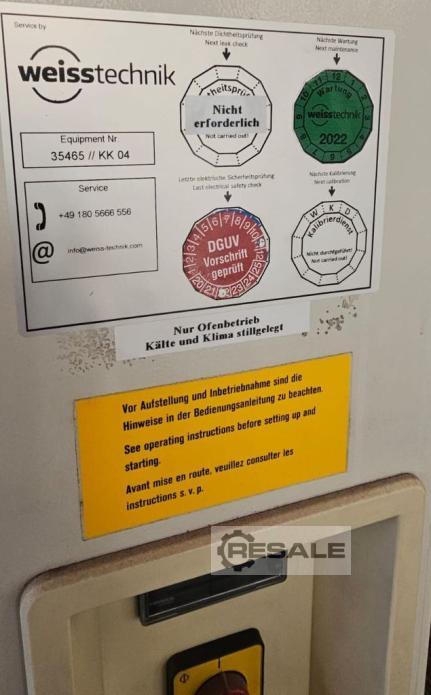 Service by
weisstechnik
Equipment Nr.
35465 // KK 04
Service
+49 180 5666 556
@
info@weiss-technik.com
Nächste Dichtheitsprüfung
Next leak check
Nicht
erforderlich
Not carried out!
Nächste Wartung
Next maintenance
Wartung
weisstechnik
2022
Letzte elektrische Sicherheitsprüfung
Last electrical safety check
DGUV
Vorschrift
geprüft
Nächste Kalibrierung
Next calibration
W K D
Kalibrierdienst
Nicht durchgeführt!
Not carried out!
Nur Ofenbetrieb
Kälte und Klima stillgelegt
Vor Aufstellung und Inbetriebnahme sind die
Hinweise in der Bedienungsanleitung zu beachten.
See operating instructions before setting up and
starting.
Avant mise en route, veuillez consulter les
instructions s. v. p.
RESALE